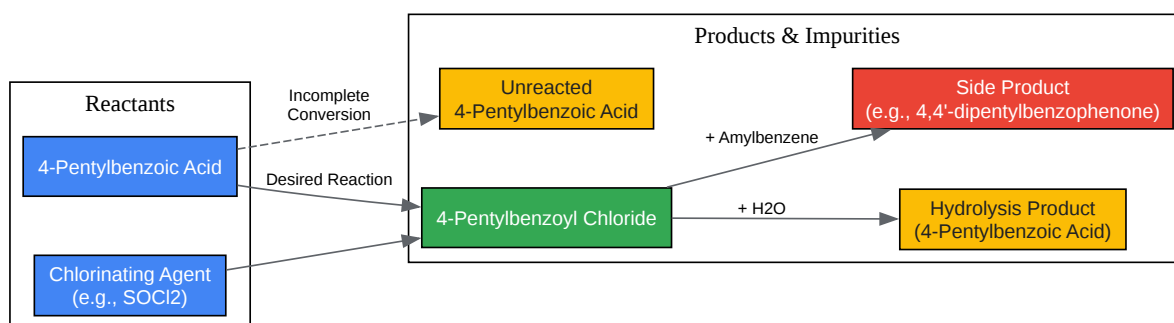 Products & Impurities
Reactants
Incomplete
Conversion
Unreacted
4-Pentylbenzoic Acid
Side Product
(e.g., 4,4'-dipentylbenzophenone)
+ Amylbenzene
4-Pentylbenzoic Acid
Desired Reaction
4-Pentylbenzoyl Chloride
+ H2O
Hydrolysis Product
(4-Pentylbenzoic Acid)
Chlorinating Agent
(e.g., SOCl2)